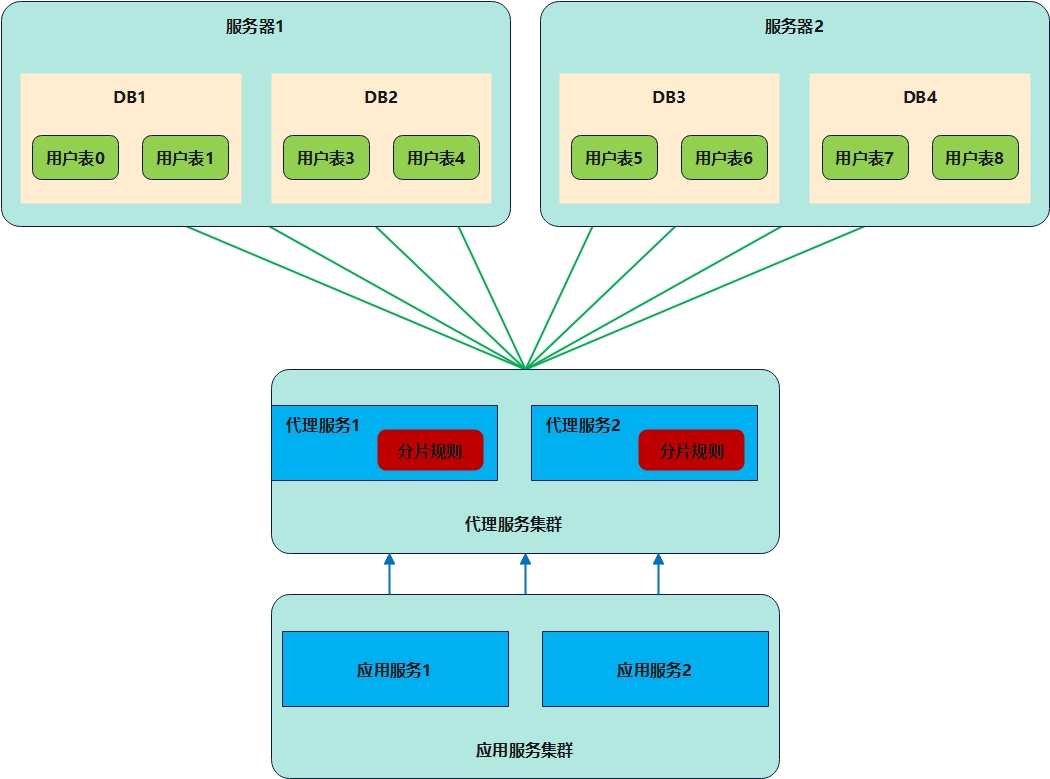 服务器1
服务器2
DB1
DB2
DB3
DB4
用户表0
用户表1
用户表3
用户表4
用户表5
用户表6
用户表7
用户表8
代理服务1
分片规则
代理服务2
分片规则
代理服务集群
应用服务1
应用服务2
应用服务集群